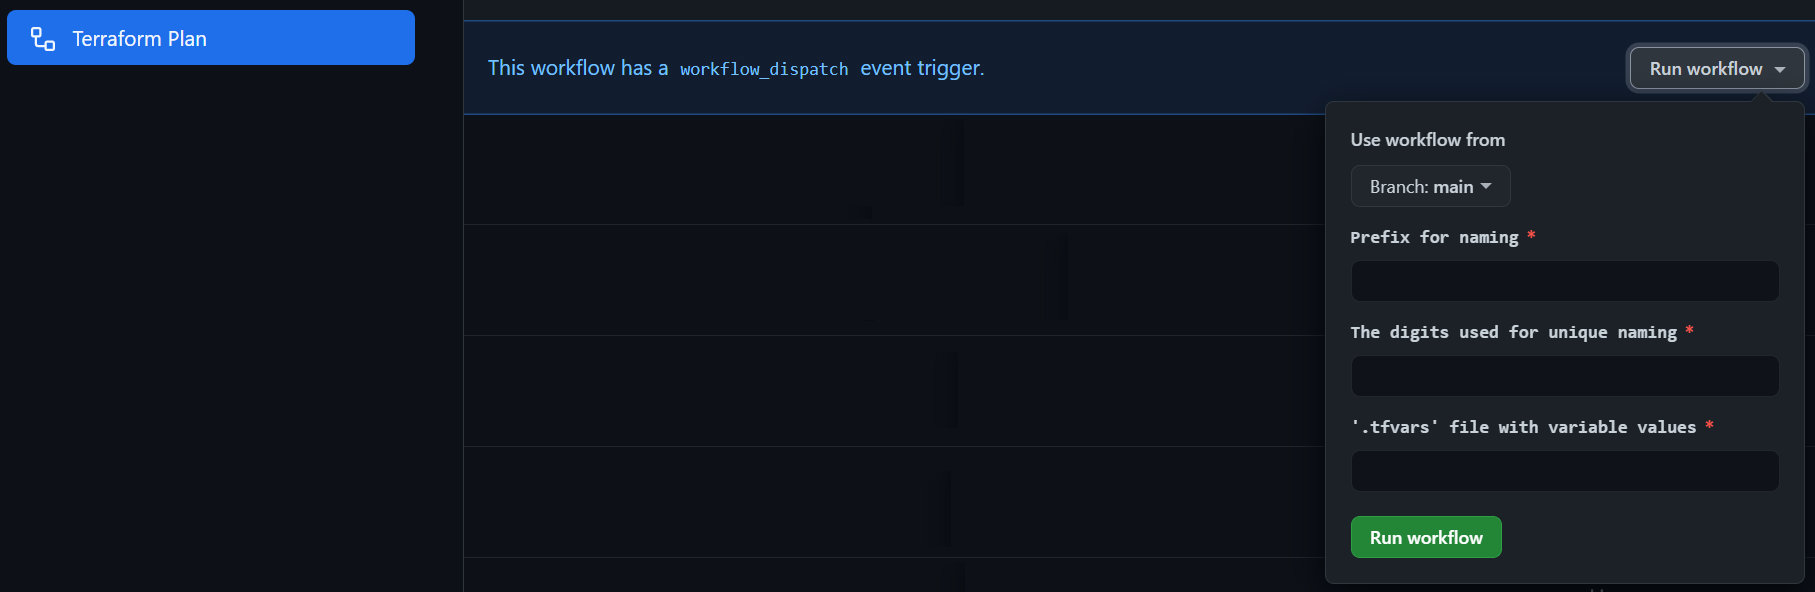 Terraform Plan
This workflow has a workflow_dispatch event trigger.
Run workflow
Use workflow from
Branch: main
Prefix for naming *
The digits used for unique naming *
'.tfvars' file with variable values *
Run workflow